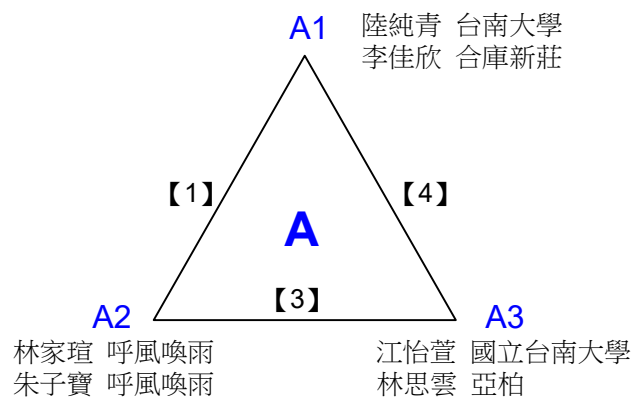 A1
陸純青 台南大學
李佳欣 合庫新莊
【1】
【4】
A
【3】
A2
A3
林家瑄 呼風喚雨
朱子寶 呼風喚雨
江怡萱 國立台南大學
林思雲 亞柏